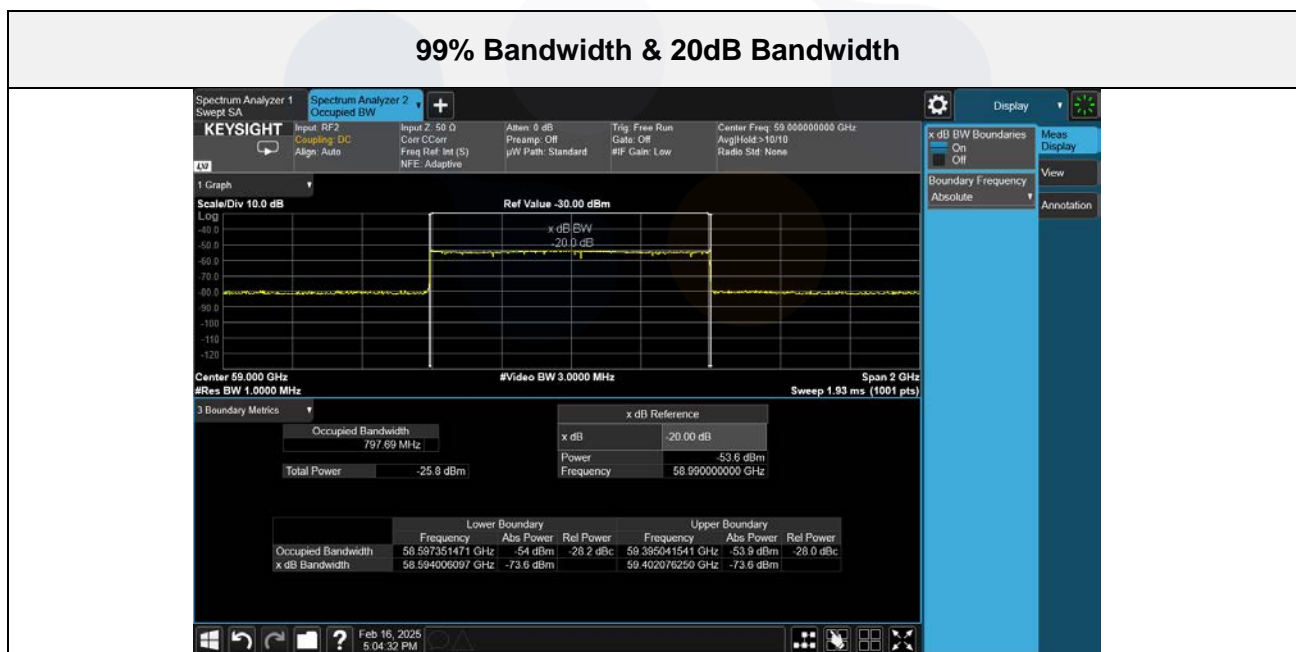 99% Bandwidth & 20dB Bandwidth
Spectrum Analyzer 1
Swept SA
Spectrum Analyzer 2
Occupied BW
+
Display
KEYSIGHT
Input: RF2
Coupling: DC
Align: Auto
Input Z: 50 Ω
Corr CCorr
Freq Ref: Int (S)
NFE: Adaptive
Atten: 0 dB
Preamp: Off
µW Path: Standard
Trig: Free Run
Gate: Off
#IF Gain: Low
Center Freq: 59.000000000 GHz
Avg|Hold:>10/10
Radio Std: None
LXI
x dB BW Boundaries
On
Off
Boundary Frequency
Absolute
Meas
Display
View
Annotation
1 Graph
Scale/Div 10.0 dB
Ref Value -30.00 dBm
Log
-40.0
-50.0
-60.0
-70.0
-80.0
-90.0
-100
-110
-120
x dB BW
-20.0 dB
Center 59.000 GHz
#Video BW 3.0000 MHz
Span 2 GHz
#Res BW 1.0000 MHz
Sweep 1.93 ms (1001 pts)
3 Boundary Metrics
Occupied Bandwidth
797.69 MHz
Total Power -25.8 dBm
x dB Reference
x dB -20.00 dB
Power -53.6 dBm
Frequency 58.990000000 GHz
Lower Boundary Upper Boundary
Frequency Abs Power Rel Power Frequency Abs Power Rel Power
Occupied Bandwidth 58.597351471 GHz -54 dBm -28.2 dBc 59.395041541 GHz -53.9 dBm -28.0 dBc
x dB Bandwidth 58.594006097 GHz -73.6 dBm 59.402076250 GHz -73.6 dBm
?
Feb 16, 2025
5:04:32 PM